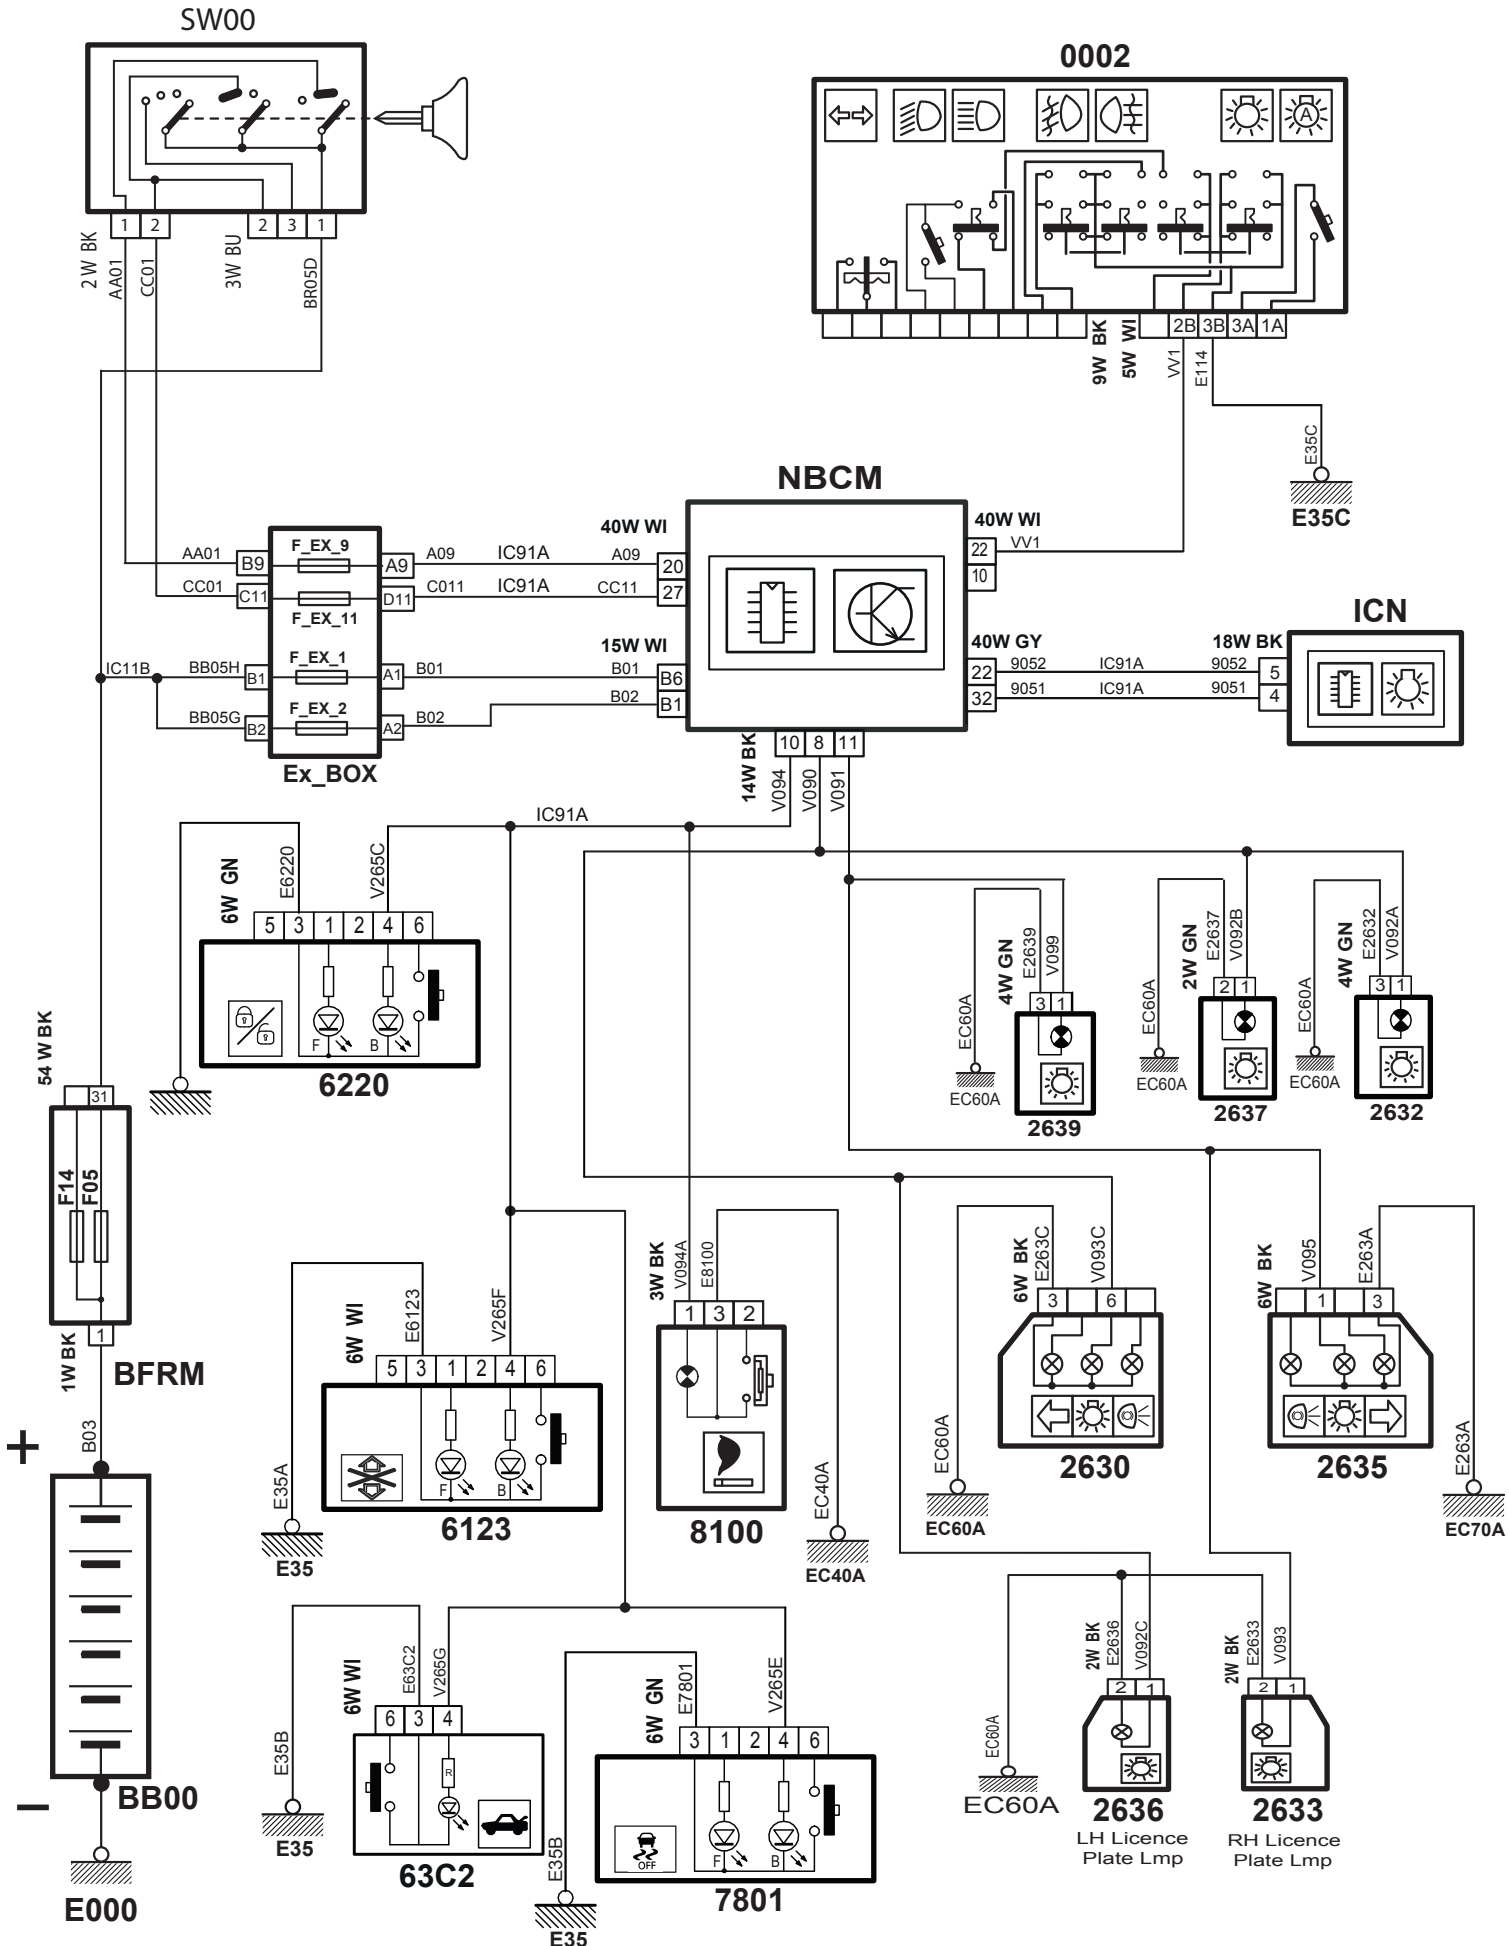 SW00
1 2 2 3 1
2 W BK
AA01
CC01
3W BU
BR05D
0002
A
2B 3B 3A 1A
9W BK
5W WI
VV1
E114
E35C
E35C
NBCM
40W WI
20
27
15W WI
B6
B1
40W WI
22 VV1
10
40W GY
22 9052 IC91A 9052 5
32 9051 IC91A 9051 4
18W BK
ICN
AA01 B9 F_EX_9 A9 A09 IC91A A09
CC01 C11 F_EX_11 D11 C011 IC91A CC11
IC11B BB05H B1 F_EX_1 A1 B01 B01
BB05G B2 F_EX_2 A2 B02 B02
Ex_BOX
14W BK
10 8 11
V094
V090
V091
IC91A
6W GN
E6220
V265C
5 3 1 2 4 6
F B
6220
4W GN
E2639
V099
EC60A
3 1
EC60A
2639
2W GN
E2637
V092B
EC60A
2 1
EC60A
2637
4W GN
E2632
V092A
EC60A
3 1
EC60A
2632
54 W BK
31
F14
F05
1W BK
1
BFRM
B03
+
BB00
–
E000
6W WI
E6123
V265F
5 3 1 2 4 6
F B
6123
E35A
E35
3W BK
V094A
E8100
1 3 2
8100
EC40A
EC40A
6W BK
E263C
V093C
3 6
2630
EC60A
EC60A
6W BK
V095
E263A
1 3
2635
E263A
EC70A
6W WI
E63C2
V265G
6 3 4
R
63C2
E35B
E35
6W GN
E7801
V265E
3 1 2 4 6
OFF
F B
7801
E35B
E35
2W BK
E2636
V092C
2 1
2636
LH Licence
Plate Lmp
EC60A
EC60A
2W BK
E2633
V093
2 1
2633
RH Licence
Plate Lmp